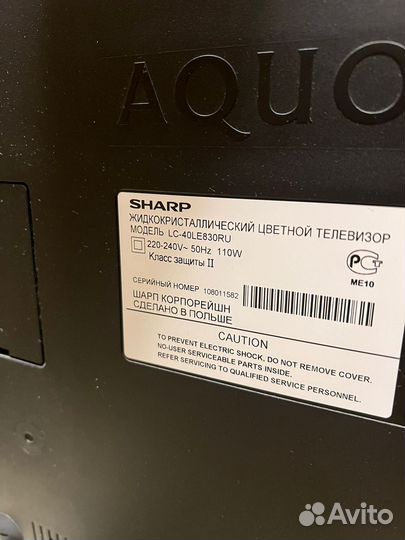 AQUO
SHARP
ЖИДКОКРИСТАЛЛИЧЕСКИЙ ЦВЕТНОЙ ТЕЛЕВИЗОР
МОДЕЛЬ LC-40LE830RU
220-240V~ 50Hz 110W
Класс защиты II
РСТ
ME10
СЕРИЙНЫЙ НОМЕР 108011582
ШАРП КОРПОРЕЙШН
СДЕЛАНО В ПОЛЬШЕ
CAUTION
TO PREVENT ELECTRIC SHOCK, DO NOT REMOVE COVER.
NO-USER SERVICEABLE PARTS INSIDE.
REFER SERVICING TO QUALIFIED SERVICE PERSONNEL.
Avito